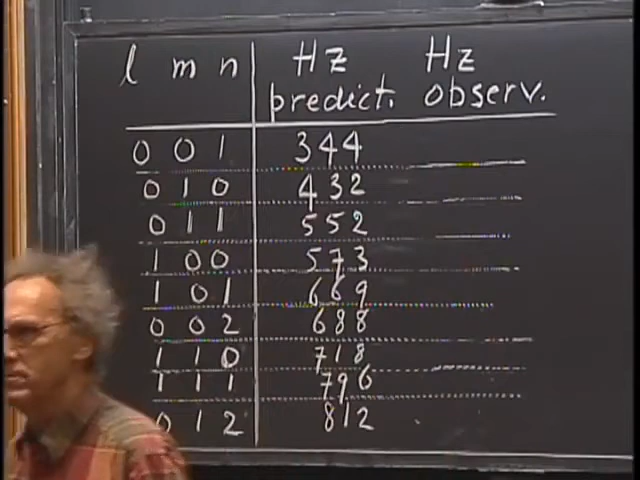 l m n Hz Hz
predict. observ.
0 0 1 344
0 1 0 432
0 1 1 552
1 0 0 573
1 0 1 669
0 0 2 688
1 1 0 718
1 1 1 796
0 1 2 812